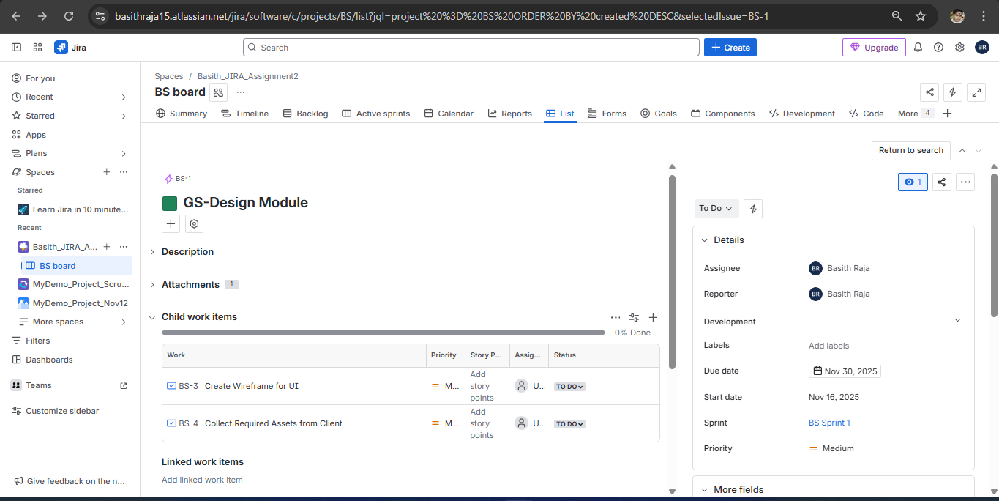 basithraja15.atlassian.net/jira/software/c/projects/BS/list?jql=project%20%3D%20BS%20ORDER%20BY%20created%20DESC&selectedIssue=BS-1
Jira
Search
Create
Upgrade
BR
For you
Recent
Starred
Apps
Plans
Spaces
Starred
Learn Jira in 10 minute...
Recent
Basith_JIRA_A...
BS board
MyDemo_Project_Scru...
MyDemo_Project_Nov12
More spaces
Filters
Dashboards
Teams
Customize sidebar
Give feedback on the n...
Spaces / Basith_JIRA_Assignment2
BS board
Summary Timeline Backlog Active sprints Calendar Reports List Forms Goals Components Development Code More 4
Return to search
BS-1
GS-Design Module
Description
Attachments 1
Child work items
0% Done
Work Priority Story P... Assig... Status
BS-3 Create Wireframe for UI M... Add story points U... TO DO
BS-4 Collect Required Assets from Client M... Add story points U... TO DO
Linked work items
Add linked work item
1
To Do
Details
Assignee BR Basith Raja
Reporter BR Basith Raja
Development
Labels Add labels
Due date Nov 30, 2025
Start date Nov 16, 2025
Sprint BS Sprint 1
Priority Medium
More fields